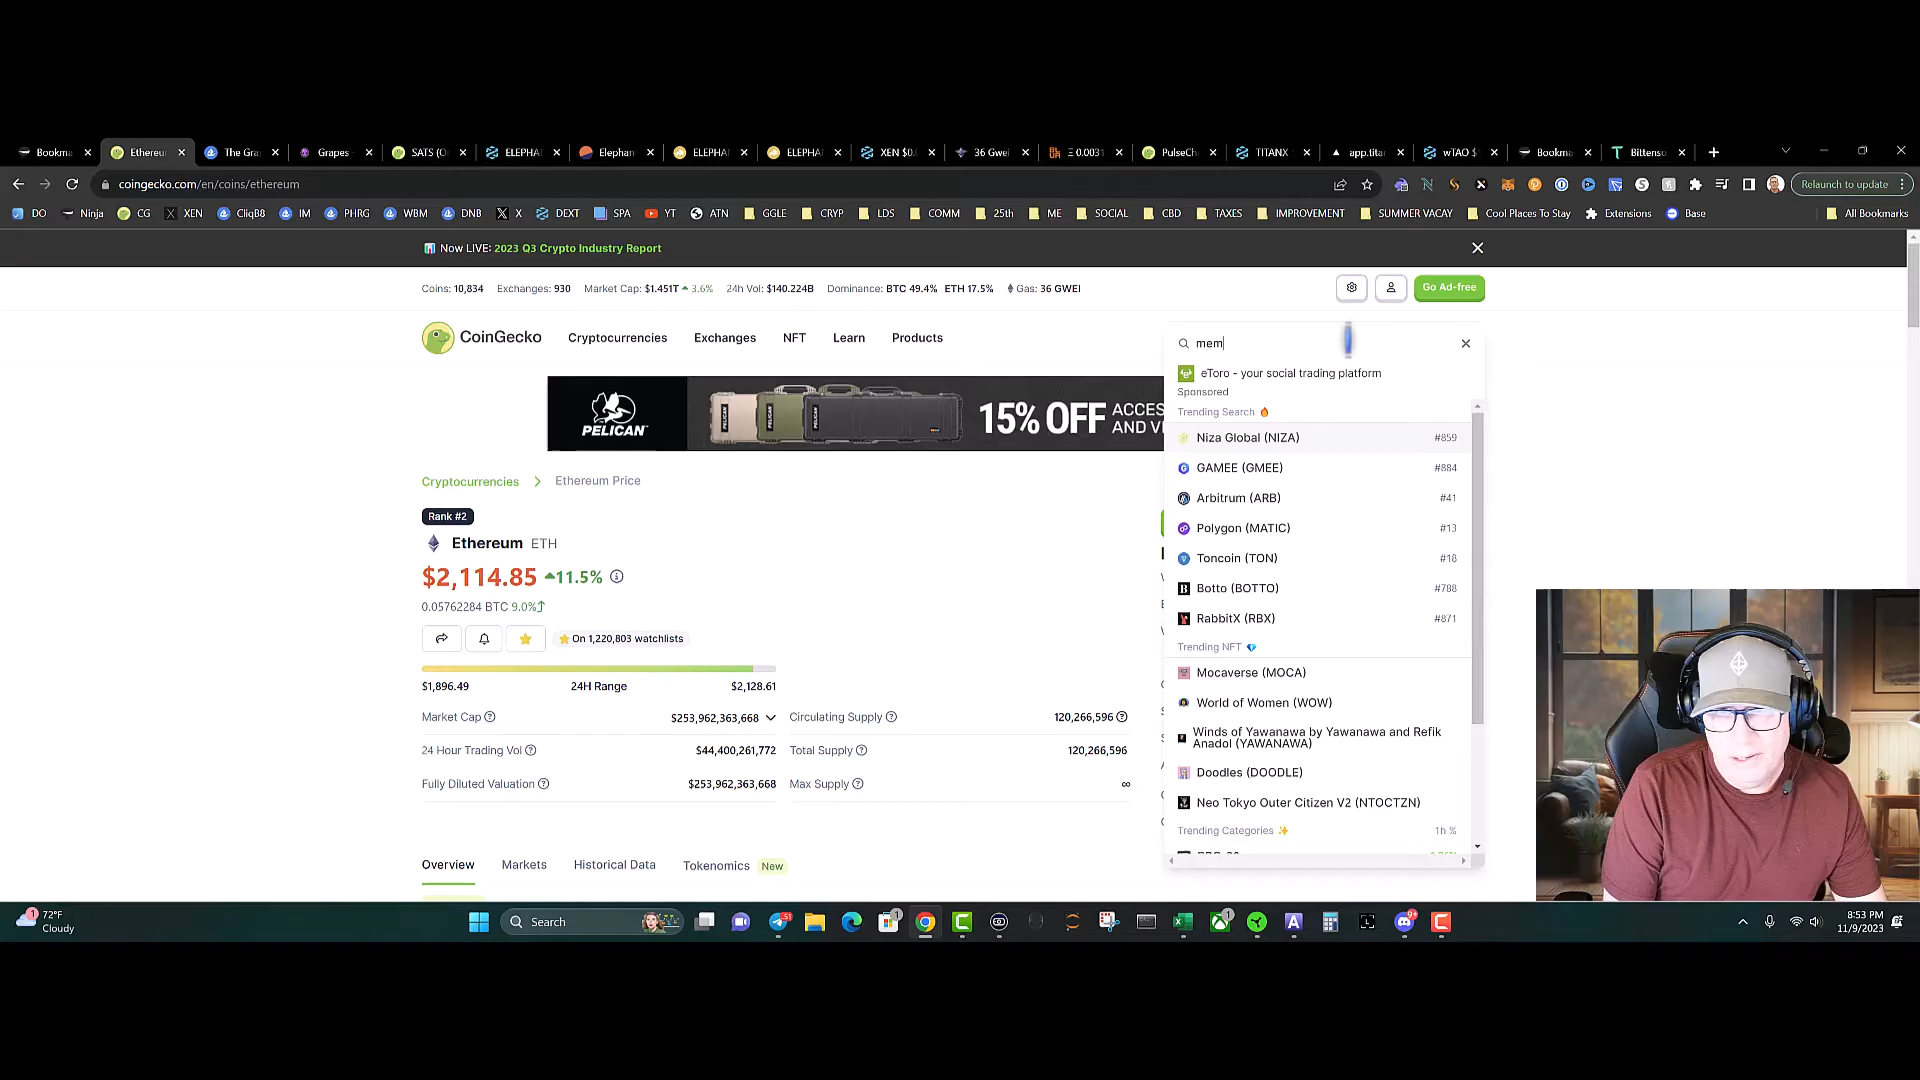 Bookma
Ethereu
The Gra
Grapes
SATS (O
ELEPHA
Elephan
ELEPHA
ELEPHA
XEN $0.
36 Gwei
Ξ 0.0031
PulseCh
TITANX
app.tita
wTAO $
Bookma
Bittens
coingecko.com/en/coins/ethereum
Relaunch to update
DO Ninja CG XEN CliqB8 IM PHRG WBM DNB X DEXT SPA YT ATN GGLE CRYP LDS COMM 25th ME SOCIAL CBD TAXES IMPROVEMENT SUMMER VACAY Cool Places To Stay Extensions Base All Bookmarks
Now LIVE: 2023 Q3 Crypto Industry Report
Coins: 10,834 Exchanges: 930 Market Cap: $1.451T 3.6% 24h Vol: $140.224B Dominance: BTC 49.4% ETH 17.5% Gas: 36 GWEI
Go Ad-free
CoinGecko Cryptocurrencies Exchanges NFT Learn Products
mem
eToro - your social trading platform
Sponsored
Trending Search
Niza Global (NIZA) #859
GAMEE (GMEE) #884
Arbitrum (ARB) #41
Polygon (MATIC) #13
Toncoin (TON) #18
Botto (BOTTO) #788
RabbitX (RBX) #871
Trending NFT
Mocaverse (MOCA)
World of Women (WOW)
Winds of Yawanawa by Yawanawa and Refik
Anadol (YAWANAWA)
Doodles (DOODLE)
Neo Tokyo Outer Citizen V2 (NTOCTZN)
Trending Categories 1h %
PELICAN
15% OFF ACCES
AND V
Cryptocurrencies Ethereum Price
Rank #2
Ethereum ETH
$2,114.85 11.5%
0.05762284 BTC 9.0%
On 1,220,803 watchlists
$1,896.49 24H Range $2,128.61
Market Cap $253,962,363,668
Circulating Supply 120,266,596
24 Hour Trading Vol $44,400,261,772
Total Supply 120,266,596
Fully Diluted Valuation $253,962,363,668
Max Supply ∞
Overview Markets Historical Data Tokenomics New
72°F
Cloudy
Search
8:53 PM
11/9/2023